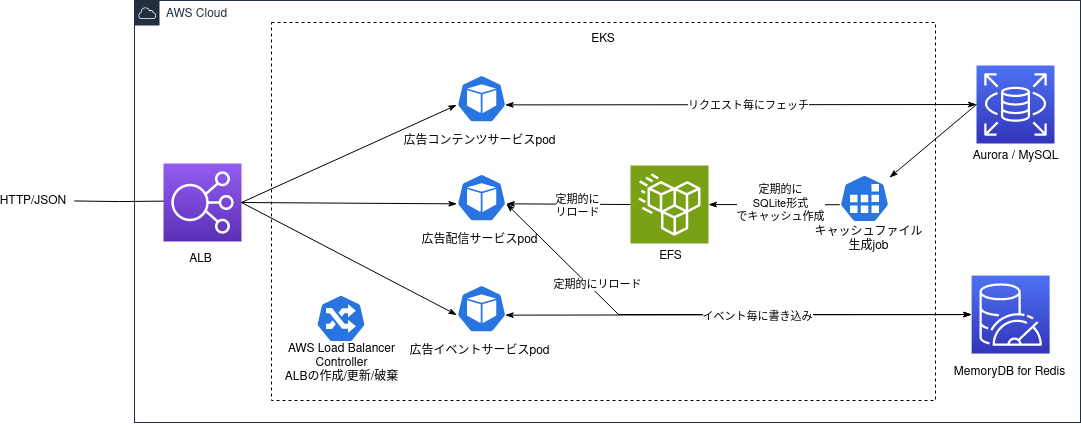 AWS Cloud
EKS
リクエスト毎にフェッチ
広告コンテンツサービスpod
Aurora / MySQL
HTTP/JSON
ALB
定期的に
リロード
広告配信サービスpod
EFS
定期的に
SQLite形式
でキャッシュ作成
キャッシュファイル
生成job
定期的にリロード
イベント毎に書き込み
広告イベントサービスpod
AWS Load Balancer
Controller
ALBの作成/更新/破棄
MemoryDB for Redis